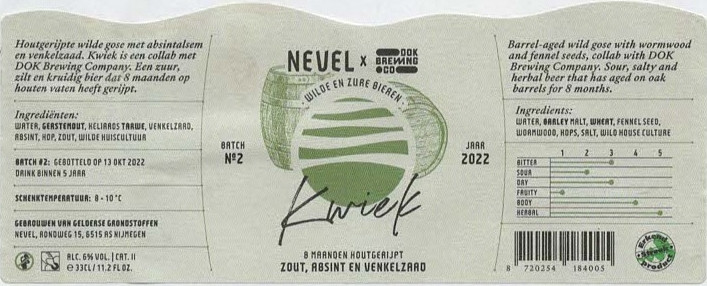 Houtgerijpte wilde gose met absintalsem
en venkelzaad. Kwiek is een collab met
DOK Brewing Company. Een zuur,
zilt en kruidig bier dat 8 maanden op
houten vaten heeft gerijpt.
Ingrediënten:
WATER, GERSTEMOUT, HELIAROS TARWE, VENKELZAAD,
ABSINT, HOP, ZOUT, WILDE HUISCULTUUR
BATCH #2: GEBOTTELD OP 13 OKT 2022
DRINK BINNEN 5 JAAR
SCHENKTEMPERATUUR: 8 - 10 °C
GEBROUWEN VAN GELDERSE GRONDSTOFFEN
NEVEL, RONDWEG 15, 6515 AS NIJMEGEN
ALC. 6% VOL. | CAT. II
e 33CL / 11.2 FL.OZ.
NEVEL x DOK BREWING CO
WILDE EN ZURE BIEREN
BATCH
Nº2
JAAR
2022
Kwiek
8 MAANDEN HOUTGERIJPT
ZOUT, ABSINT EN VENKELZAAD
Barrel-aged wild gose with wormwood
and fennel seeds, collab with DOK
Brewing Company. Sour, salty and
herbal beer that has aged on oak
barrels for 8 months.
Ingredients:
WATER, BARLEY MALT, WHEAT, FENNEL SEED,
WORMWOOD, HOPS, SALT, WILD HOUSE CULTURE
1 2 3 4 5
BITTER
SOUR
DRY
FRUITY
BODY
HERBAL
8 720254 184005
Erkend
Streek
product